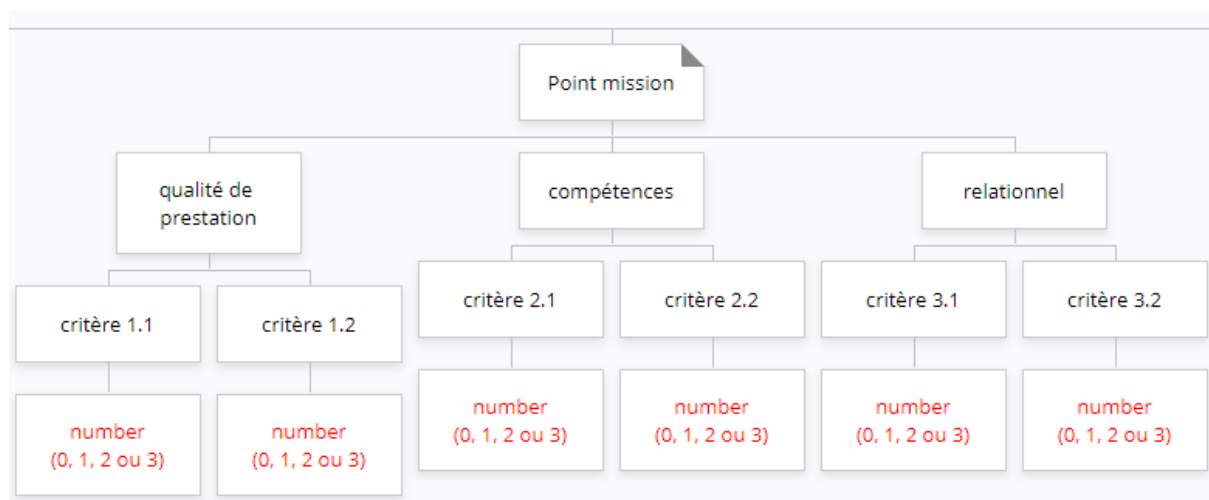 Point mission
qualité de
prestation
compétences
relationnel
critère 1.1
critère 1.2
critère 2.1
critère 2.2
critère 3.1
critère 3.2
number
(0, 1, 2 ou 3)
number
(0, 1, 2 ou 3)
number
(0, 1, 2 ou 3)
number
(0, 1, 2 ou 3)
number
(0, 1, 2 ou 3)
number
(0, 1, 2 ou 3)